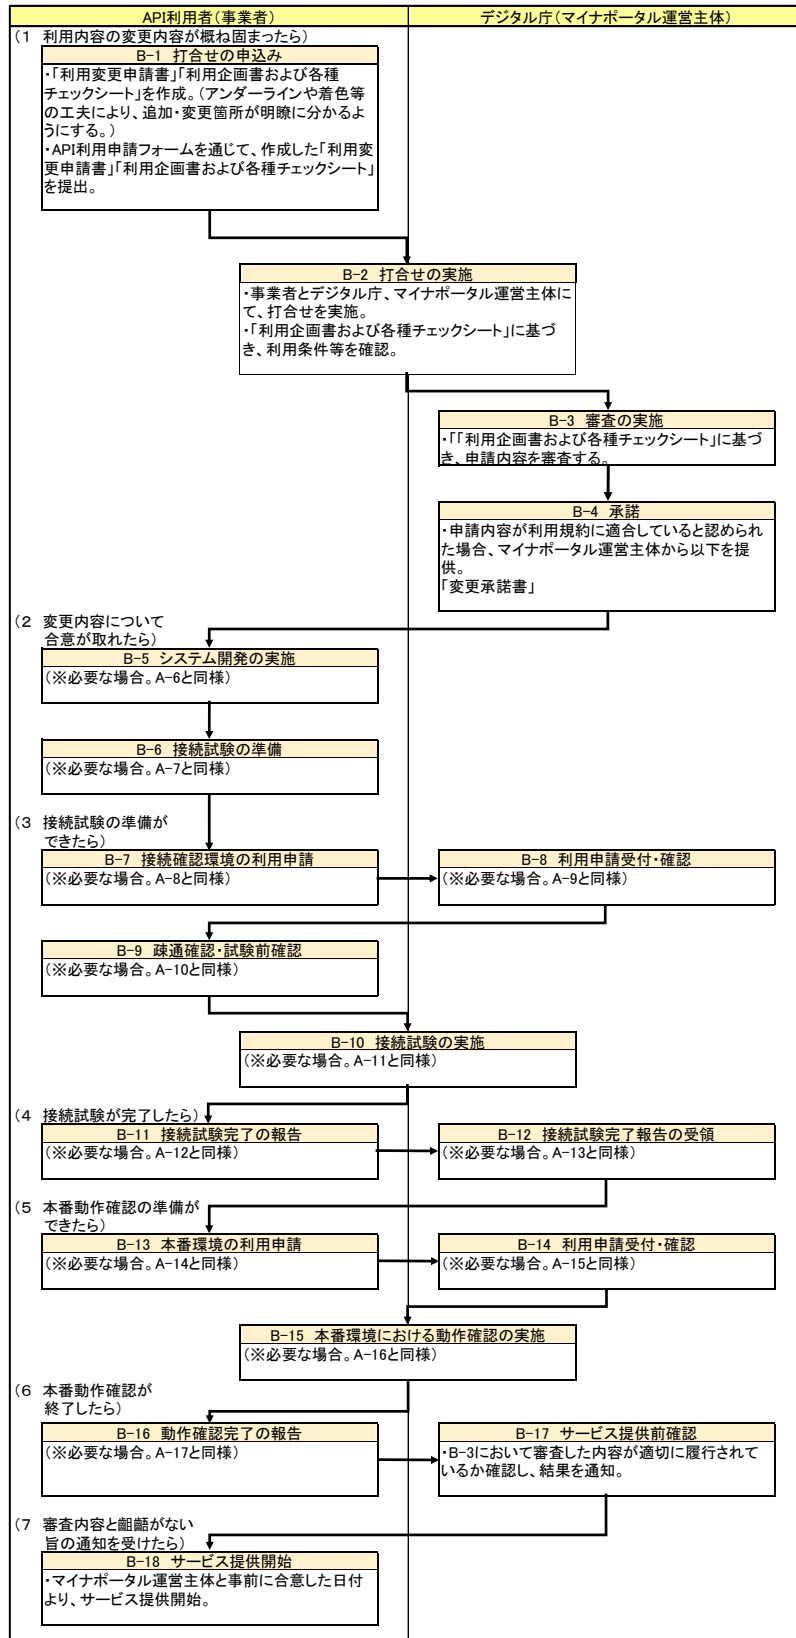 API利用者（事業者）
デジタル庁（マイナポータル運営主体）
（1　利用内容の変更内容が概ね固まったら）
B-1 打合せの申込み
・「利用変更申請書」「利用企画書および各種
チェックシート」を作成。（アンダーラインや着色等
の工夫により、追加・変更箇所が明瞭に分かるよ
うにする。）
・API利用申請フォームを通じて、作成した「利用変
更申請書」「利用企画書および各種チェックシート」
を提出。
B-2 打合せの実施
・事業者とデジタル庁、マイナポータル運営主体に
て、打合せを実施。
・「利用企画書および各種チェックシート」に基づ
き、利用条件等を確認。
B-3 審査の実施
・「「利用企画書および各種チェックシート」に基づ
き、申請内容を審査する。
B-4 承諾
・申請内容が利用規約に適合していると認められ
た場合、マイナポータル運営主体から以下を提
供。
「変更承諾書」
（2　変更内容について
合意が取れたら）
B-5 システム開発の実施
（※必要な場合。A-6と同様）
B-6 接続試験の準備
（※必要な場合。A-7と同様）
（3　接続試験の準備が
できたら）
B-7 接続確認環境の利用申請
（※必要な場合。A-8と同様）
B-8 利用申請受付・確認
（※必要な場合。A-9と同様）
B-9 疎通確認・試験前確認
（※必要な場合。A-10と同様）
B-10 接続試験の実施
（※必要な場合。A-11と同様）
（4　接続試験が完了したら）
B-11 接続試験完了の報告
（※必要な場合。A-12と同様）
B-12 接続試験完了報告の受領
（※必要な場合。A-13と同様）
（5　本番動作確認の準備が
できたら）
B-13 本番環境の利用申請
（※必要な場合。A-14と同様）
B-14 利用申請受付・確認
（※必要な場合。A-15と同様）
B-15 本番環境における動作確認の実施
（※必要な場合。A-16と同様）
（6　本番動作確認が
終了したら）
B-16 動作確認完了の報告
（※必要な場合。A-17と同様）
B-17 サービス提供前確認
・B-3において審査した内容が適切に履行されて
いるか確認し、結果を通知。
（7　審査内容と齟齬がない
旨の通知を受けたら）
B-18 サービス提供開始
・マイナポータル運営主体と事前に合意した日付
より、サービス提供開始。